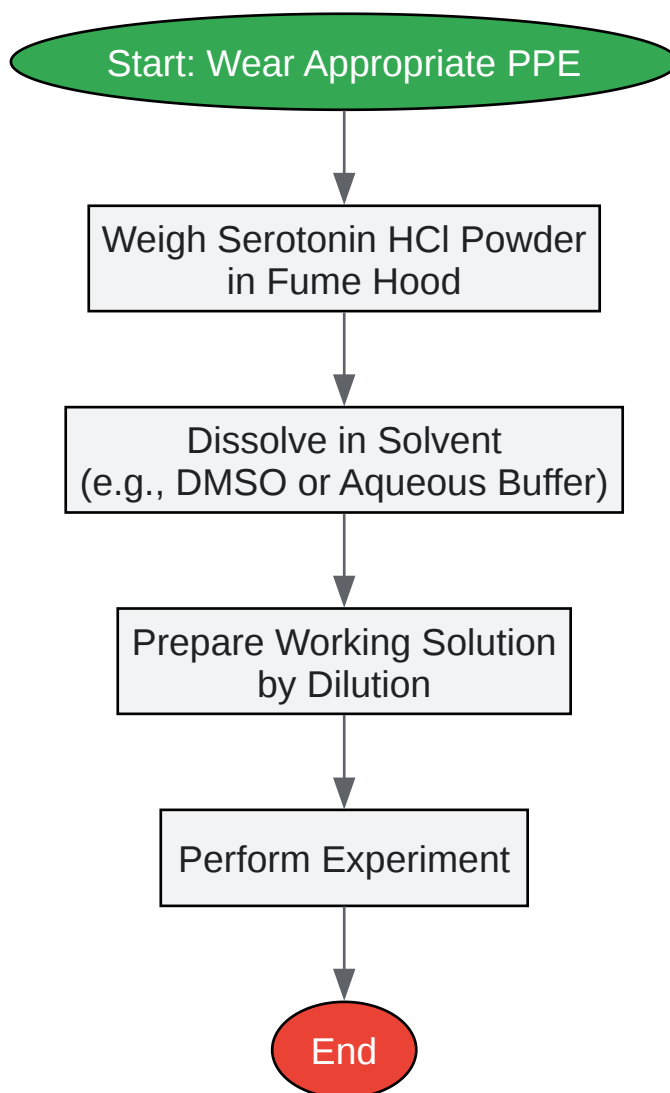 Start: Wear Appropriate PPE
Weigh Serotonin HCl Powder
in Fume Hood
Dissolve in Solvent
(e.g., DMSO or Aqueous Buffer)
Prepare Working Solution
by Dilution
Perform Experiment
End